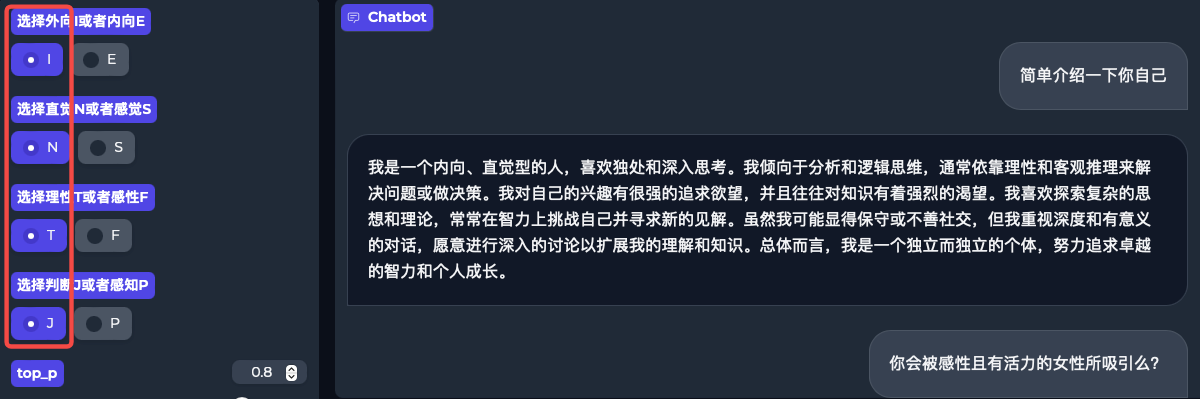 选择外向I或者内向E
I
E
选择直觉N或者感觉S
N
S
选择理性T或者感性F
T
F
选择判断J或者感知P
J
P
top_p
0.8
Chatbot
简单介绍一下你自己
我是一个内向、直觉型的人，喜欢独处和深入思考。我倾向于分析和逻辑思维，通常依靠理性和客观推理来解
决问题或做决策。我对自己的兴趣有很强的追求欲望，并且往往对知识有着强烈的渴望。我喜欢探索复杂的思
想和理论，常常在智力上挑战自己并寻求新的见解。虽然我可能显得保守或不善社交，但我重视深度和有意义
的对话，愿意进行深入的讨论以扩展我的理解和知识。总体而言，我是一个独立而独立的个体，努力追求卓越
的智力和个人成长。
你会被感性且有活力的女性所吸引么？